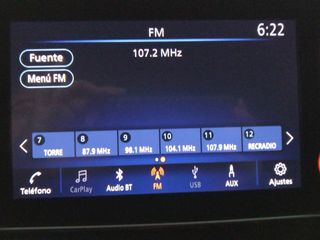 FM
6:22
107.2 MHz
Fuente
Menú FM
7 8 9 10 11 12
TORRE 87.9 MHz 98.1 MHz 104.1 MHz 107.9 MHz RECRADIO
Teléfono CarPlay Audio BT FM USB AUX Ajustes